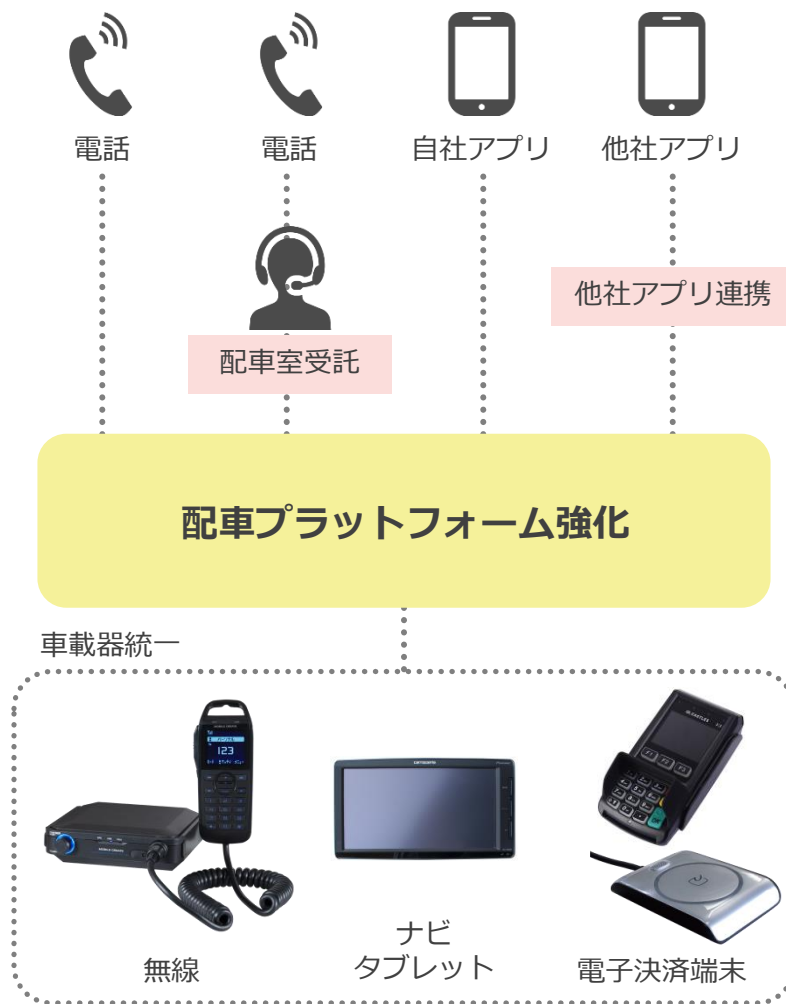 電話
電話
自社アプリ
他社アプリ
他社アプリ連携
配車室受託
配車プラットフォーム強化
車載器統一
123
無線
ナビ
タブレット
電子決済端末